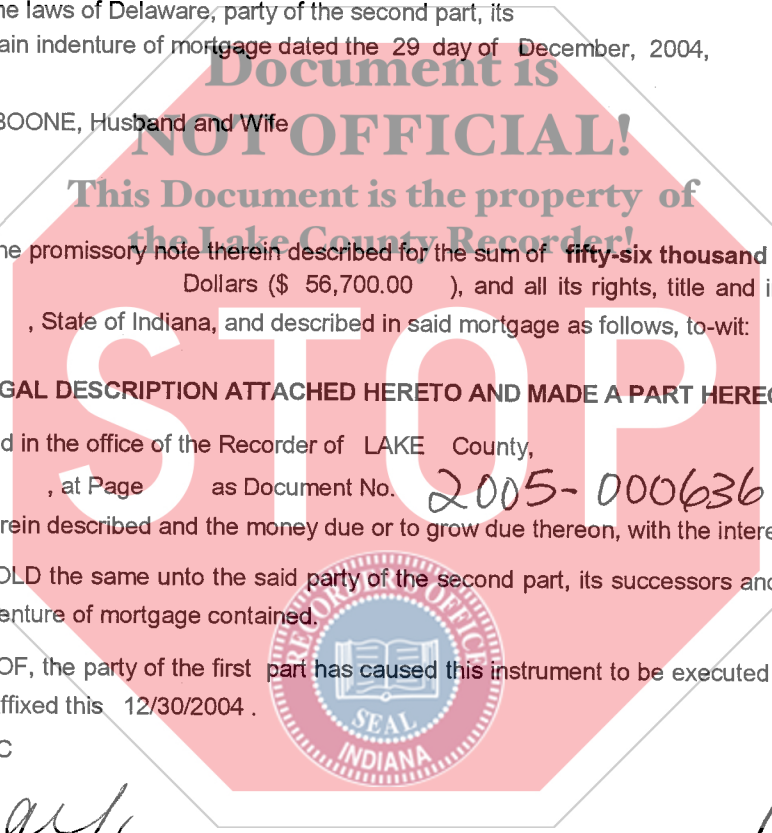 ne laws of Delaware, party of the second part, its
ain indenture of mortgage dated the 29 day of December, 2004,
Document is
BOONE, Husband and Wife
NOT OFFICIAL!
This Document is the property of
the Lake County Recorder!
ne promissory note therein described for the sum of fifty-six thousand
Dollars ($ 56,700.00 ), and all its rights, title and i
, State of Indiana, and described in said mortgage as follows, to-wit:
STOP
GAL DESCRIPTION ATTACHED HERETO AND MADE A PART HEREO
d in the office of the Recorder of LAKE County,
, at Page as Document No. 2005-000636
rein described and the money due or to grow due thereon, with the intere
OLD the same unto the said party of the second part, its successors and
enture of mortgage contained.
RECORDER'S OFFICE
OF, the party of the first part has caused this instrument to be executed
ffixed this 12/30/2004 .
SEAL
INDIANA
C